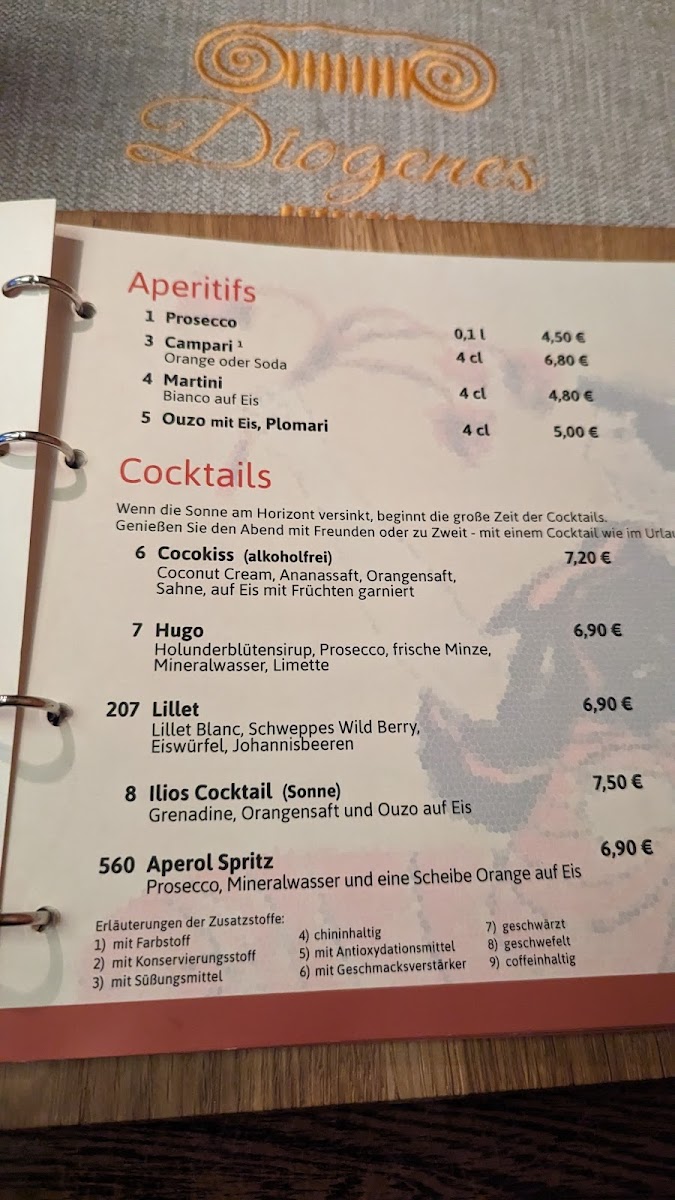 Diogenes
Aperitifs
1 Prosecco 0,1 l 4,50 €
3 Campari ¹ 4 cl 6,80 €
Orange oder Soda
4 Martini 4 cl 4,80 €
Bianco auf Eis
5 Ouzo mit Eis, Plomari 4 cl 5,00 €
Cocktails
Wenn die Sonne am Horizont versinkt, beginnt die große Zeit der Cocktails.
Genießen Sie den Abend mit Freunden oder zu Zweit - mit einem Cocktail wie im Urlau
6 Cocokiss (alkoholfrei) 7,20 €
Coconut Cream, Ananassaft, Orangensaft,
Sahne, auf Eis mit Früchten garniert
7 Hugo 6,90 €
Holunderblütensirup, Prosecco, frische Minze,
Mineralwasser, Limette
207 Lillet 6,90 €
Lillet Blanc, Schweppes Wild Berry,
Eiswürfel, Johannisbeeren
8 Ilios Cocktail (Sonne) 7,50 €
Grenadine, Orangensaft und Ouzo auf Eis
560 Aperol Spritz 6,90 €
Prosecco, Mineralwasser und eine Scheibe Orange auf Eis
Erläuterungen der Zusatzstoffe:
1) mit Farbstoff
2) mit Konservierungsstoff
3) mit Süßungsmittel
4) chininhaltig
5) mit Antioxydationsmittel
6) mit Geschmacksverstärker
7) geschwärzt
8) geschwefelt
9) coffeinhaltig